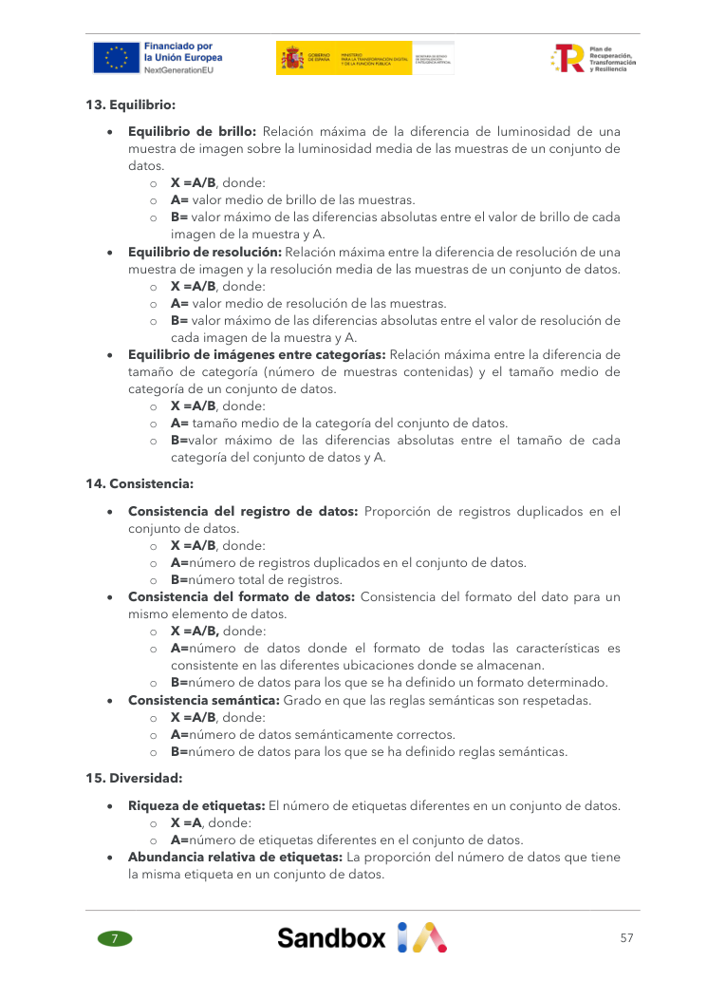 Financiado por
la Unión Europea
NextGenerationEU
GOBIERNO
DE ESPAÑA
MINISTERIO
PARA LA TRANSFORMACIÓN DIGITAL
Y DE LA FUNCIÓN PÚBLICA
SECRETARÍA DE ESTADO
DE DIGITALIZACIÓN
E INTELIGENCIA ARTIFICIAL
Plan de
Recuperación,
Transformación
y Resiliencia
13. Equilibrio:
• Equilibrio de brillo: Relación máxima de la diferencia de luminosidad de una
muestra de imagen sobre la luminosidad media de las muestras de un conjunto de
datos.
o X =A/B, donde:
o A= valor medio de brillo de las muestras.
o B= valor máximo de las diferencias absolutas entre el valor de brillo de cada
imagen de la muestra y A.
• Equilibrio de resolución: Relación máxima entre la diferencia de resolución de una
muestra de imagen y la resolución media de las muestras de un conjunto de datos.
o X =A/B, donde:
o A= valor medio de resolución de las muestras.
o B= valor máximo de las diferencias absolutas entre el valor de resolución de
cada imagen de la muestra y A.
• Equilibrio de imágenes entre categorías: Relación máxima entre la diferencia de
tamaño de categoría (número de muestras contenidas) y el tamaño medio de
categoría de un conjunto de datos.
o X =A/B, donde:
o A= tamaño medio de la categoría del conjunto de datos.
o B=valor máximo de las diferencias absolutas entre el tamaño de cada
categoría del conjunto de datos y A.
14. Consistencia:
• Consistencia del registro de datos: Proporción de registros duplicados en el
conjunto de datos.
o X =A/B, donde:
o A=número de registros duplicados en el conjunto de datos.
o B=número total de registros.
• Consistencia del formato de datos: Consistencia del formato del dato para un
mismo elemento de datos.
o X =A/B, donde:
o A=número de datos donde el formato de todas las características es
consistente en las diferentes ubicaciones donde se almacenan.
o B=número de datos para los que se ha definido un formato determinado.
• Consistencia semántica: Grado en que las reglas semánticas son respetadas.
o X =A/B, donde:
o A=número de datos semánticamente correctos.
o B=número de datos para los que se ha definido reglas semánticas.
15. Diversidad:
• Riqueza de etiquetas: El número de etiquetas diferentes en un conjunto de datos.
o X =A, donde:
o A=número de etiquetas diferentes en el conjunto de datos.
• Abundancia relativa de etiquetas: La proporción del número de datos que tiene
la misma etiqueta en un conjunto de datos.
7
Sandbox
57